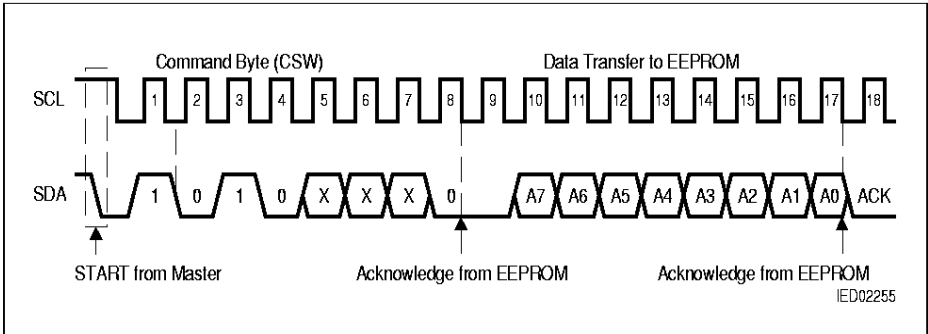 Command Byte (CSW) Data Transfer to EEPROM
SCL 1 2 3 4 5 6 7 8 9 10 11 12 13 14 15 16 17 18
SDA 1 0 1 0 X X X 0 A7 A6 A5 A4 A3 A2 A1 A0 ACK
START from Master Acknowledge from EEPROM Acknowledge from EEPROM
IED02255